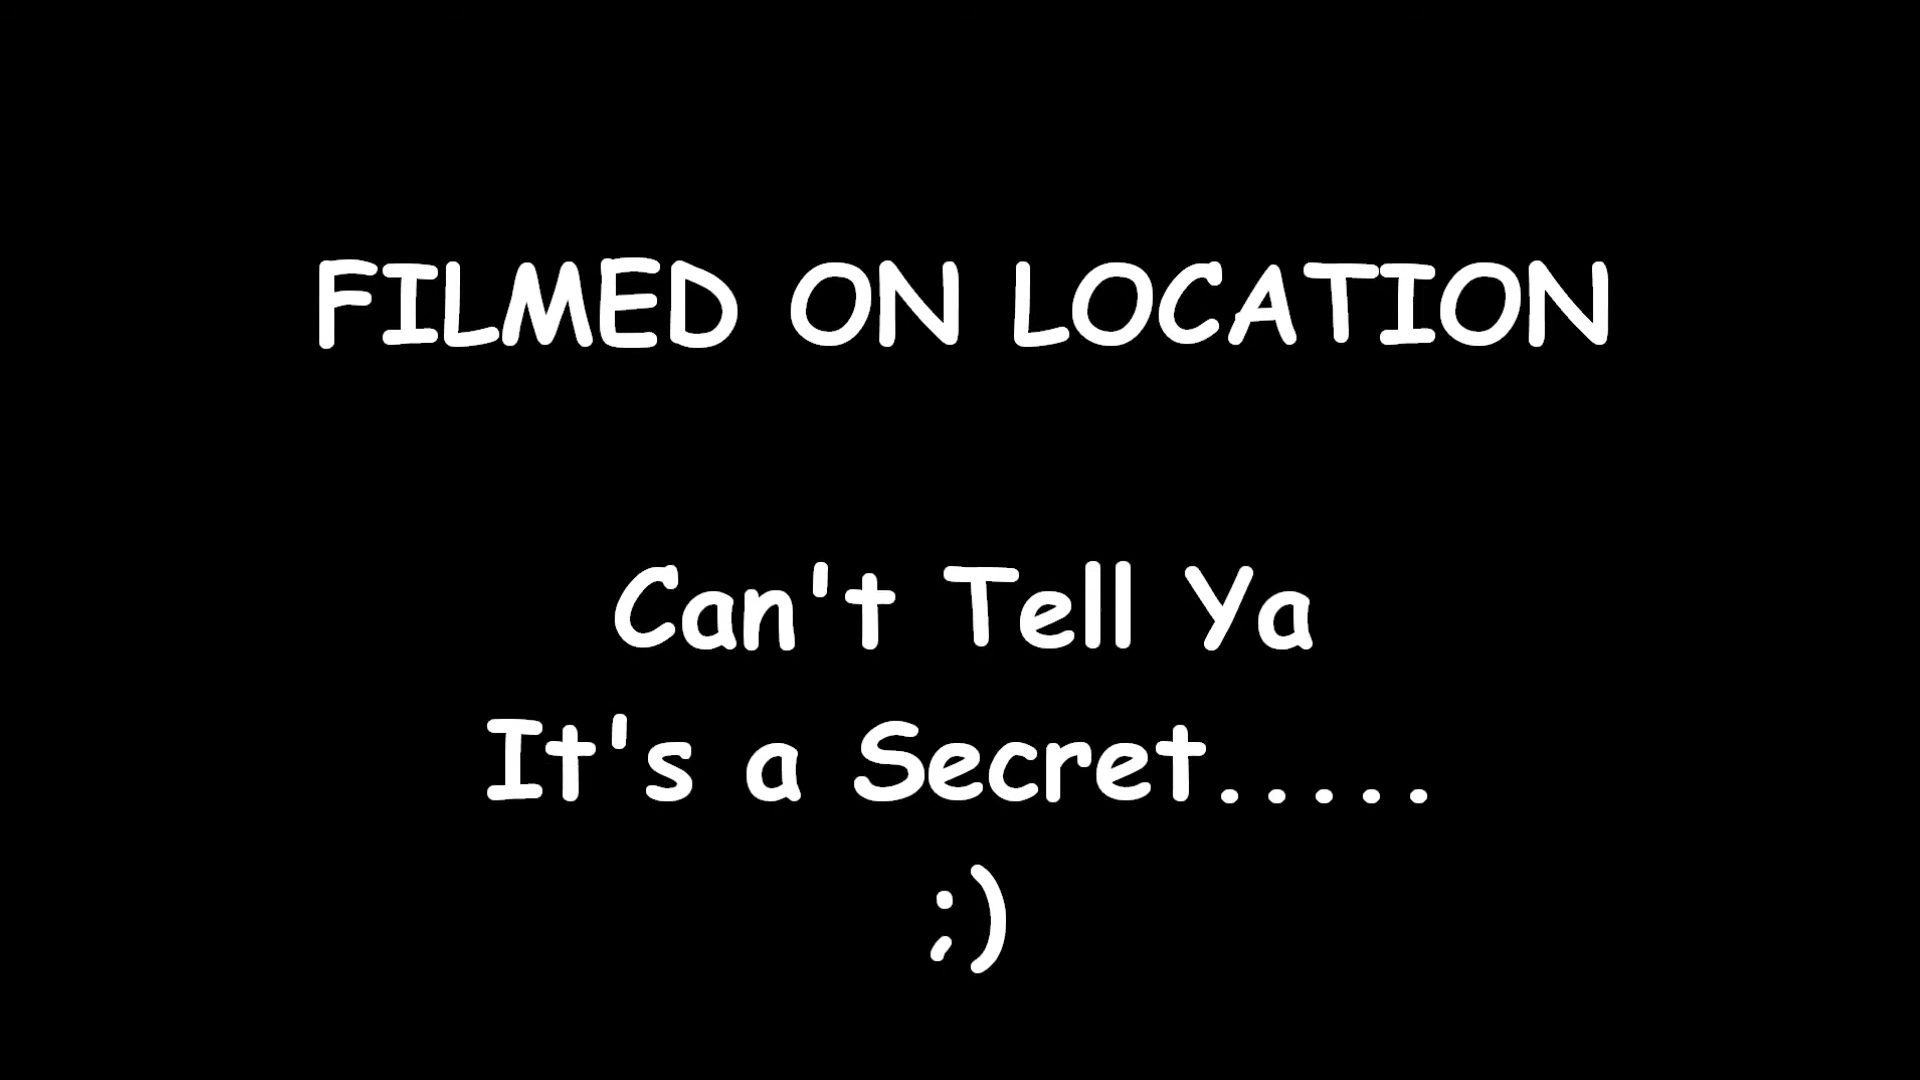 FILMED ON LOCATION
Can't Tell Ya
It's a Secret.....
;)